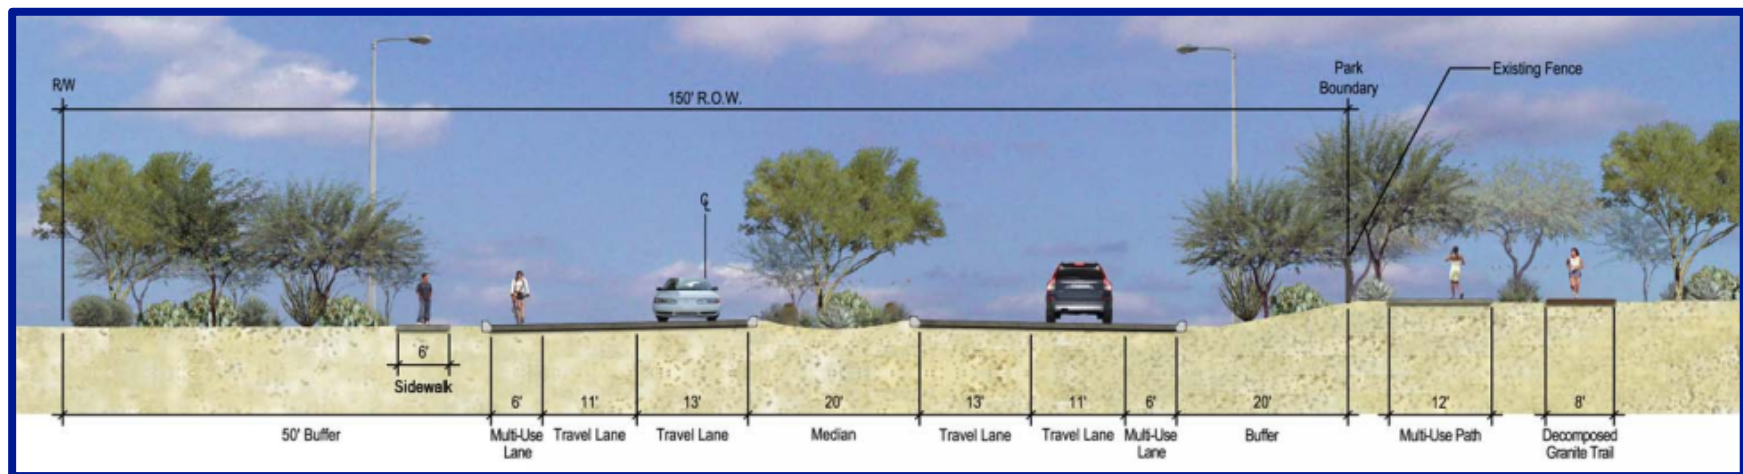 R/W
150' R.O.W.
Park
Boundary
Existing Fence
℄
6'
Sidewalk
6'
11'
13'
20'
13'
11'
6'
20'
12'
8'
50' Buffer
Multi-Use
Lane
Travel Lane
Travel Lane
Median
Travel Lane
Travel Lane
Multi-Use
Lane
Buffer
Multi-Use Path
Decomposed
Granite Trail